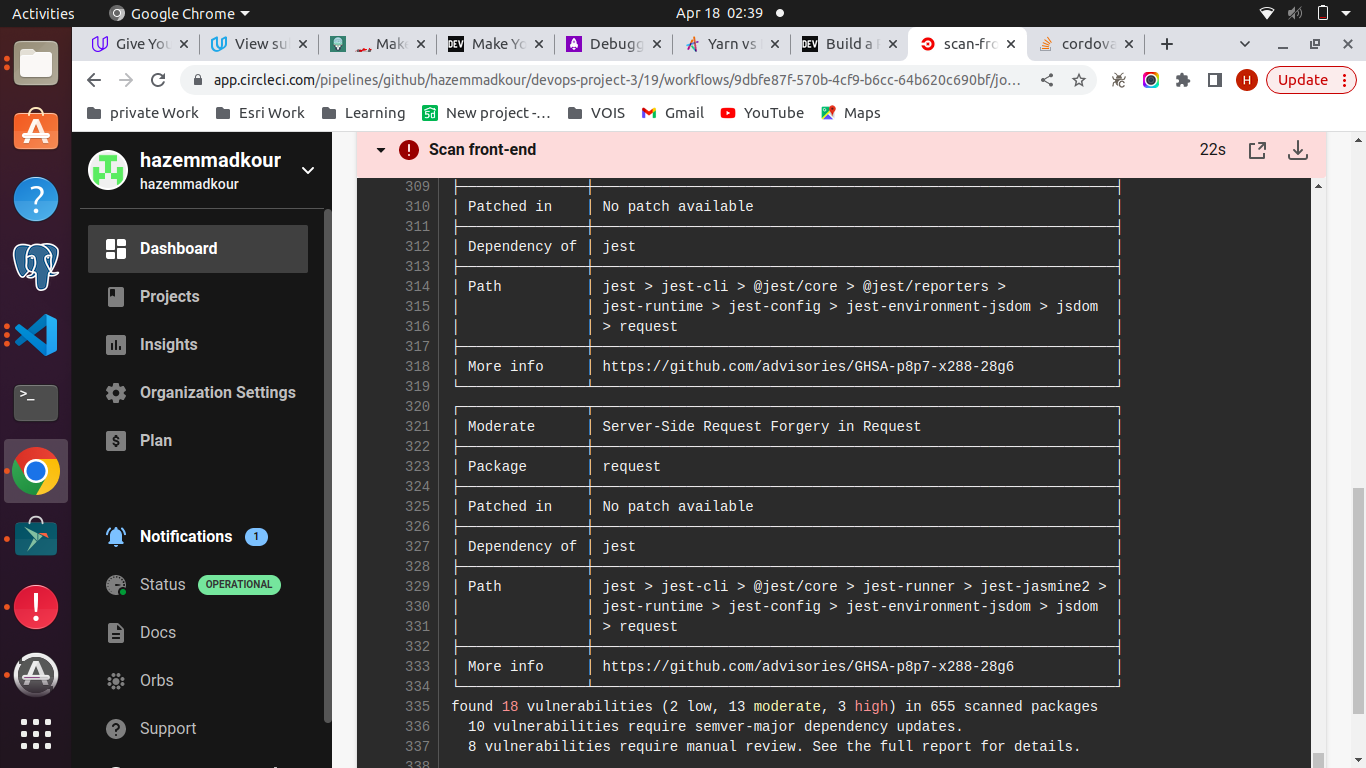 Activities Google Chrome Apr 18 02:39
Give You View sul Make Make Yo Debugg Yarn vs Build a scan-fro cordova
app.circleci.com/pipelines/github/hazemmadkour/devops-project-3/19/workflows/9dbfe87f-570b-4cf9-b6cc-64b620c690bf/jo… H Update
private Work Esri Work Learning New project -… VOIS Gmail YouTube Maps
hazemmadkour
hazemmadkour
Dashboard
Projects
Insights
Organization Settings
Plan
Notifications 1
Status OPERATIONAL
Docs
Orbs
Support
Scan front-end 22s
309
310 Patched in No patch available
311
312 Dependency of jest
313
314 Path jest > jest-cli > @jest/core > @jest/reporters >
315 jest-runtime > jest-config > jest-environment-jsdom > jsdom
316 > request
317
318 More info https://github.com/advisories/GHSA-p8p7-x288-28g6
319
320
321 Moderate Server-Side Request Forgery in Request
322
323 Package request
324
325 Patched in No patch available
326
327 Dependency of jest
328
329 Path jest > jest-cli > @jest/core > jest-runner > jest-jasmine2 >
330 jest-runtime > jest-config > jest-environment-jsdom > jsdom
331 > request
332
333 More info https://github.com/advisories/GHSA-p8p7-x288-28g6
334
335 found 18 vulnerabilities (2 low, 13 moderate, 3 high) in 655 scanned packages
336 10 vulnerabilities require semver-major dependency updates.
337 8 vulnerabilities require manual review. See the full report for details.
338